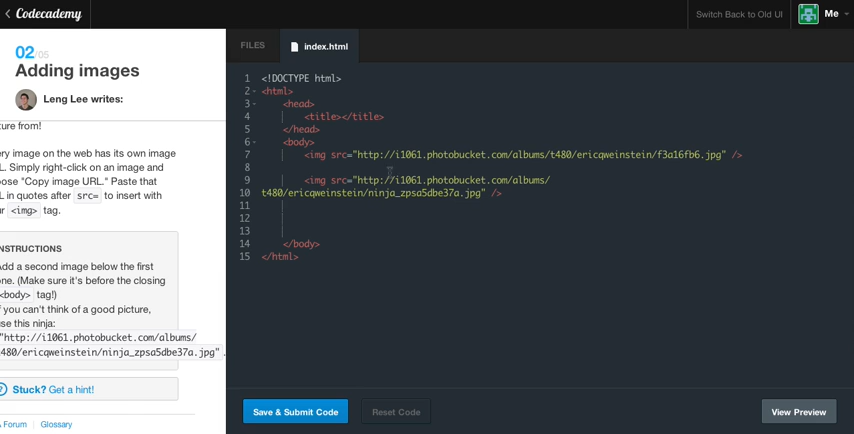 Codecademy
Switch Back to Old UI
Me
02/05
Adding images
Leng Lee writes:
ture from!
ery image on the web has its own image
L. Simply right-click on an image and
ose "Copy image URL." Paste that
L in quotes after src= to insert with
ur <img> tag.
NSTRUCTIONS
Add a second image below the first
one. (Make sure it's before the closing
<body> tag!)
f you can't think of a good picture,
use this ninja:
"http://i1061.photobucket.com/albums/
t480/ericqweinstein/ninja_zpsa5dbe37a.jpg".
? Stuck? Get a hint!
Forum
Glossary
FILES
index.html
1 <!DOCTYPE html>
2 <html>
3 <head>
4 <title></title>
5 </head>
6 <body>
7 <img src="http://i1061.photobucket.com/albums/t480/ericqweinstein/f3a16fb6.jpg" />
8
9 <img src="http://i1061.photobucket.com/albums/
10 t480/ericqweinstein/ninja_zpsa5dbe37a.jpg" />
11
12
13
14 </body>
15 </html>
Save & Submit Code
Reset Code
View Preview